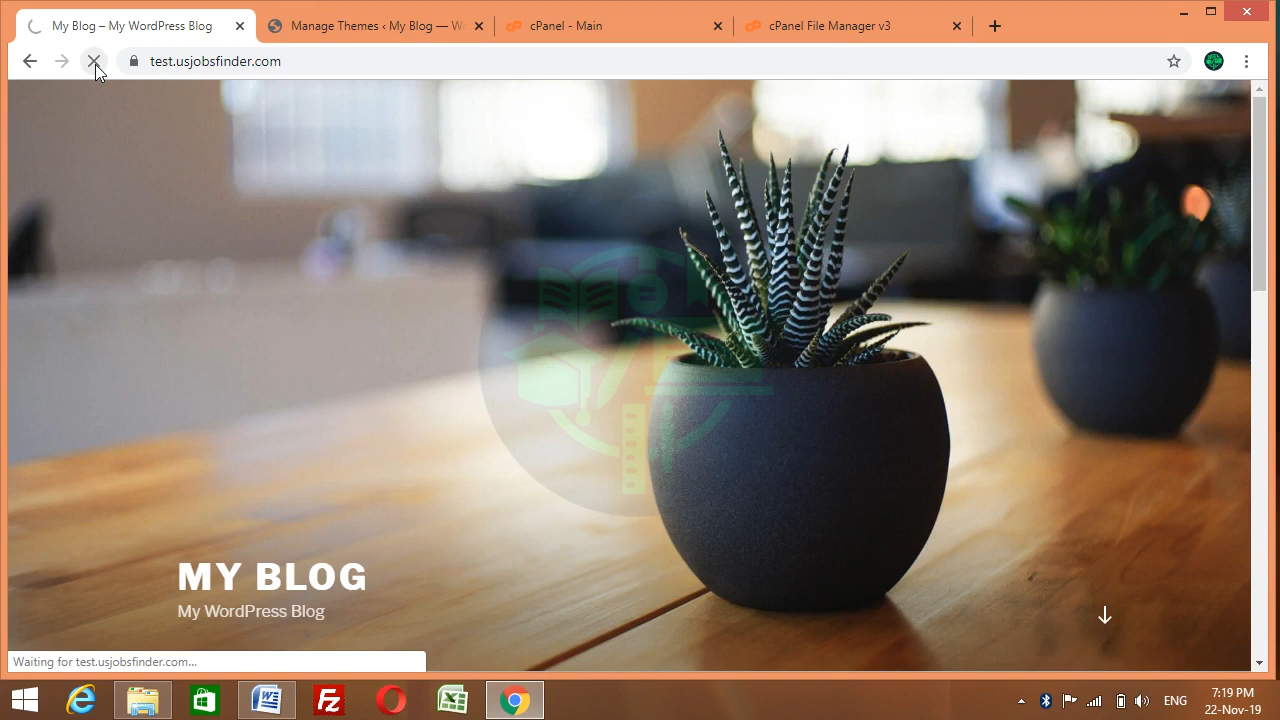 My Blog – My WordPress Blog
Manage Themes ‹ My Blog — W
cPanel - Main
cPanel File Manager v3
test.usjobsfinder.com
MY BLOG
My WordPress Blog
Waiting for test.usjobsfinder.com...
ENG
7:19 PM
22-Nov-19